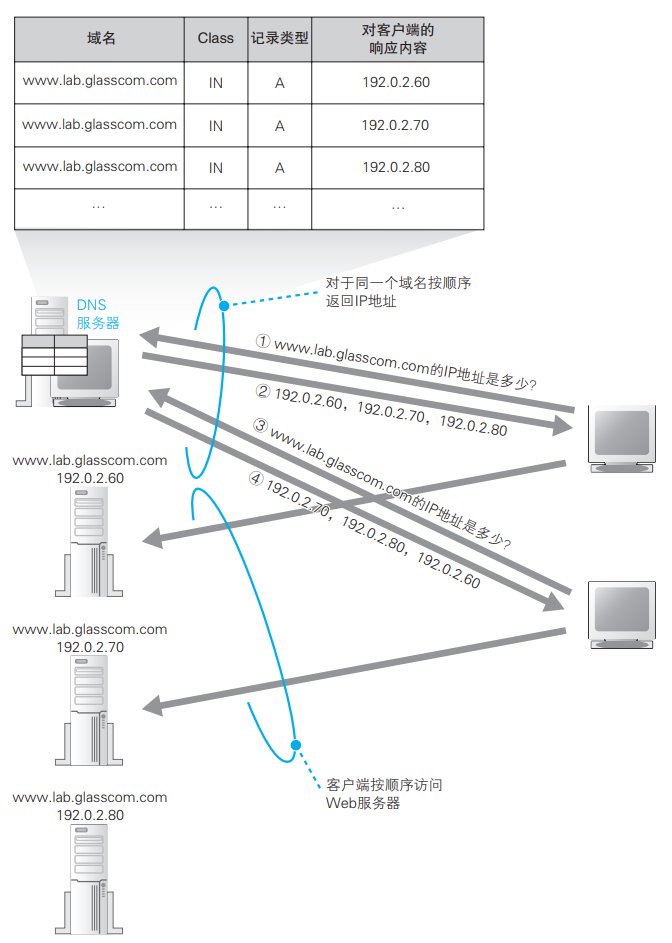 域名 Class 记录类型 对客户端的
响应内容
www.lab.glasscom.com IN A 192.0.2.60
www.lab.glasscom.com IN A 192.0.2.70
www.lab.glasscom.com IN A 192.0.2.80
… … … …
对于同一个域名按顺序
返回IP地址
DNS
服务器
① www.lab.glasscom.com的IP地址是多少?
② 192.0.2.60，192.0.2.70，192.0.2.80
③ www.lab.glasscom.com的IP地址是多少?
④ 192.0.2.70，192.0.2.80，192.0.2.60
www.lab.glasscom.com
192.0.2.60
www.lab.glasscom.com
192.0.2.70
客户端按顺序访问
Web服务器
www.lab.glasscom.com
192.0.2.80